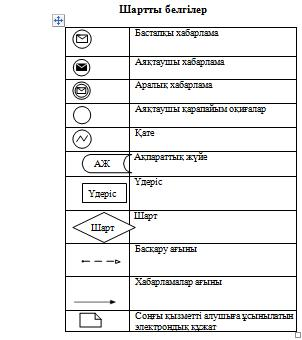 Шартты белгілер
Бастапқы хабарлама
Аяқтаушы хабарлама
Аралық хабарлама
Аяқтаушы қарапайым оқиғалар
Қате
АЖ
Ақпараттық жүйе
Үдеріс
Үдеріс
Шарт
Шарт
Басқару ағыны
Хабарламалар ағыны
Соңғы қызметті алушыға ұсынылатын
электрондық құжат